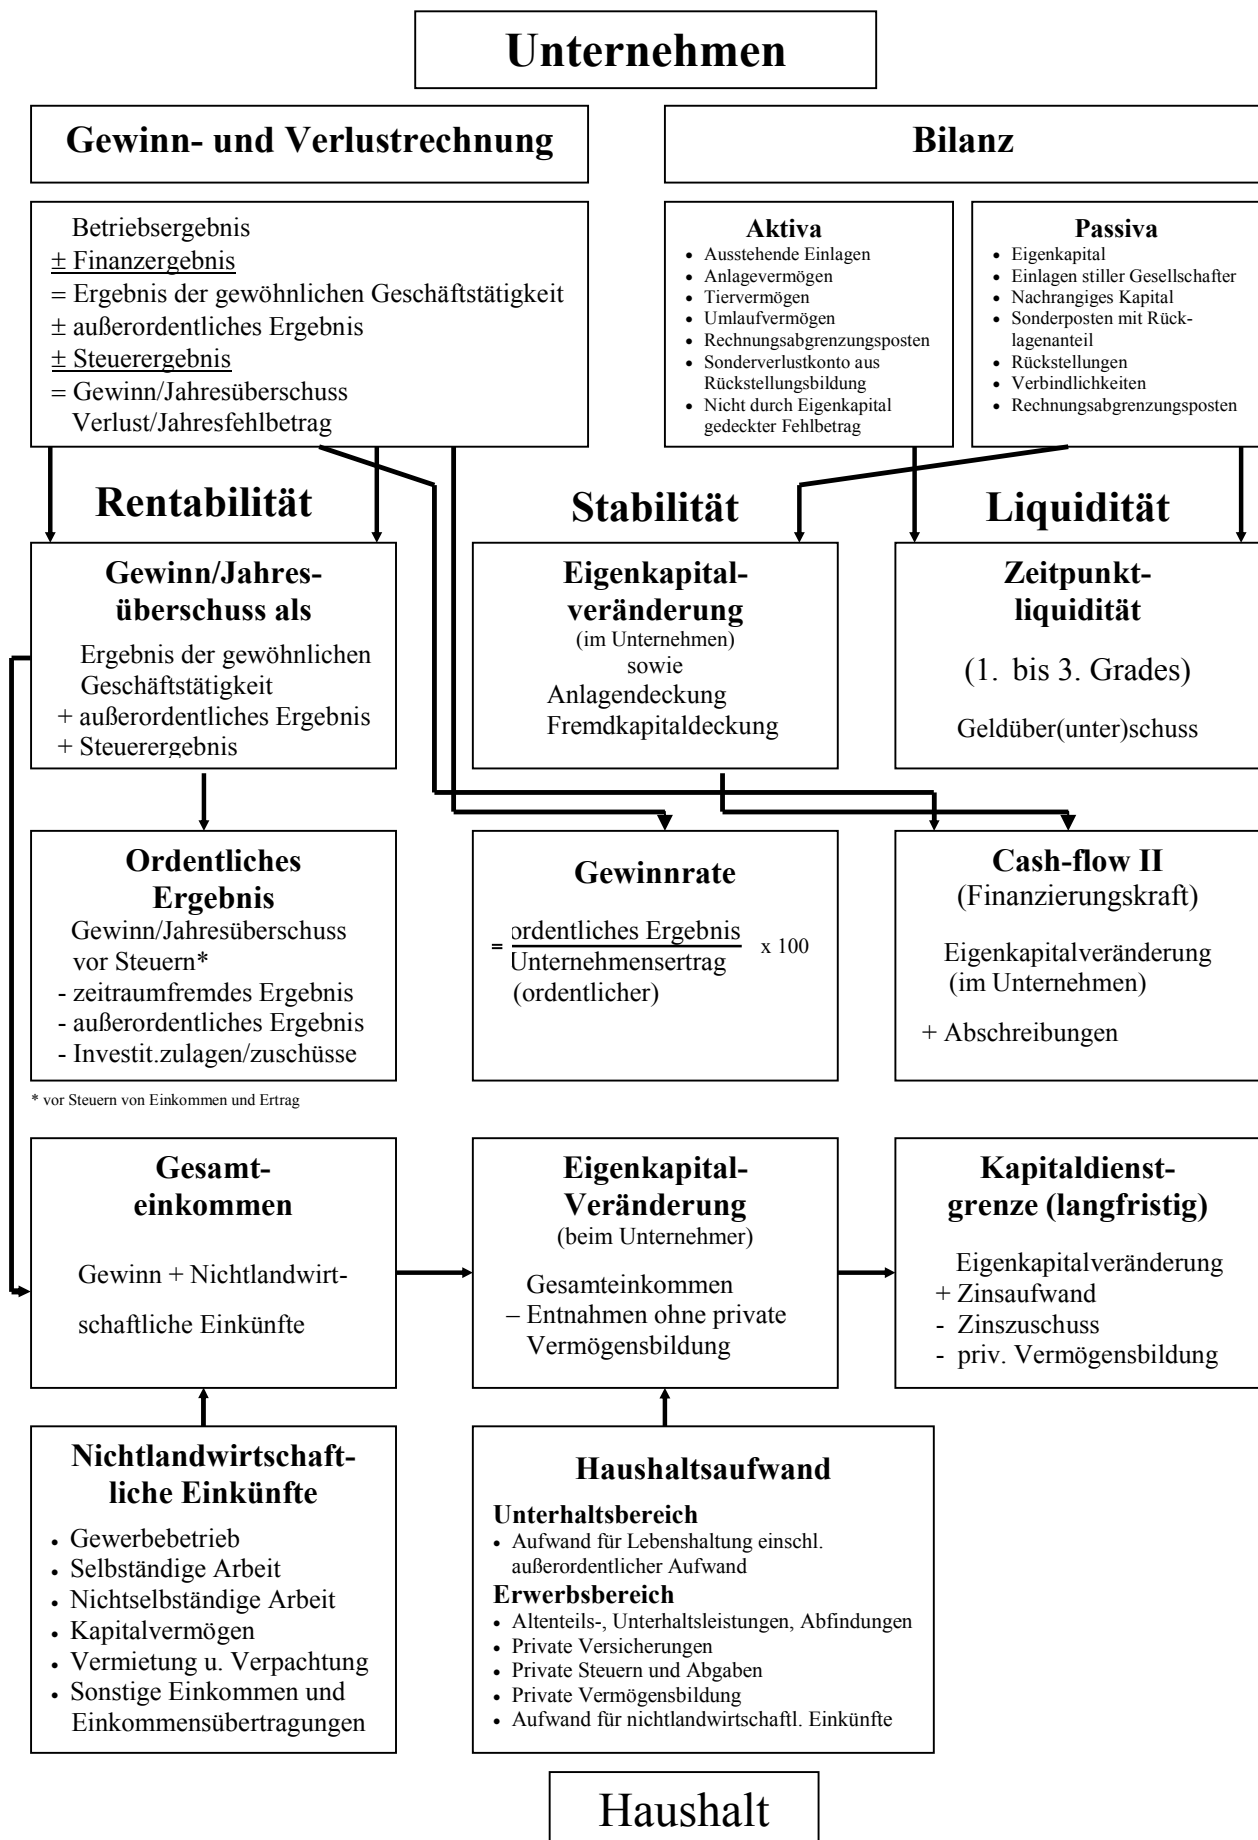 Unternehmen
Gewinn- und Verlustrechnung
Betriebsergebnis
± Finanzergebnis
= Ergebnis der gewöhnlichen Geschäftstätigkeit
± außerordentliches Ergebnis
± Steuerergebnis
= Gewinn/Jahresüberschuss
Verlust/Jahresfehlbetrag
Bilanz
Aktiva
• Ausstehende Einlagen
• Anlagevermögen
• Tiervermögen
• Umlaufvermögen
• Rechnungsabgrenzungsposten
• Sonderverlustkonto aus
Rückstellungsbildung
• Nicht durch Eigenkapital
gedeckter Fehlbetrag
Passiva
• Eigenkapital
• Einlagen stiller Gesellschafter
• Nachrangiges Kapital
• Sonderposten mit Rück-
lagenanteil
• Rückstellungen
• Verbindlichkeiten
• Rechnungsabgrenzungsposten
Rentabilität
Stabilität
Liquidität
Gewinn/Jahres-
überschuss als
Ergebnis der gewöhnlichen
Geschäftstätigkeit
+ außerordentliches Ergebnis
+ Steuerergebnis
Eigenkapital-
veränderung
(im Unternehmen)
sowie
Anlagendeckung
Fremdkapitaldeckung
Zeitpunkt-
liquidität
(1. bis 3. Grades)
Geldüber(unter)schuss
Ordentliches
Ergebnis
Gewinn/Jahresüberschuss
vor Steuern*
- zeitraumfremdes Ergebnis
- außerordentliches Ergebnis
- Investit.zulagen/zuschüsse
Gewinnrate
= ordentliches Ergebnis x 100
Unternehmensertrag
(ordentlicher)
Cash-flow II
(Finanzierungskraft)
Eigenkapitalveränderung
(im Unternehmen)
+ Abschreibungen
* vor Steuern von Einkommen und Ertrag
Gesamt-
einkommen
Gewinn + Nichtlandwirt-
schaftliche Einkünfte
Eigenkapital-
Veränderung
(beim Unternehmer)
Gesamteinkommen
– Entnahmen ohne private
Vermögensbildung
Kapitaldienst-
grenze (langfristig)
Eigenkapitalveränderung
+ Zinsaufwand
- Zinszuschuss
- priv. Vermögensbildung
Nichtlandwirtschaft-
liche Einkünfte
• Gewerbebetrieb
• Selbständige Arbeit
• Nichtselbständige Arbeit
• Kapitalvermögen
• Vermietung u. Verpachtung
• Sonstige Einkommen und
Einkommensübertragungen
Haushaltsaufwand
Unterhaltsbereich
• Aufwand für Lebenshaltung einschl.
außerordentlicher Aufwand
Erwerbsbereich
• Altenteils-, Unterhaltsleistungen, Abfindungen
• Private Versicherungen
• Private Steuern und Abgaben
• Private Vermögensbildung
• Aufwand für nichtlandwirtschaftl. Einkünfte
Haushalt